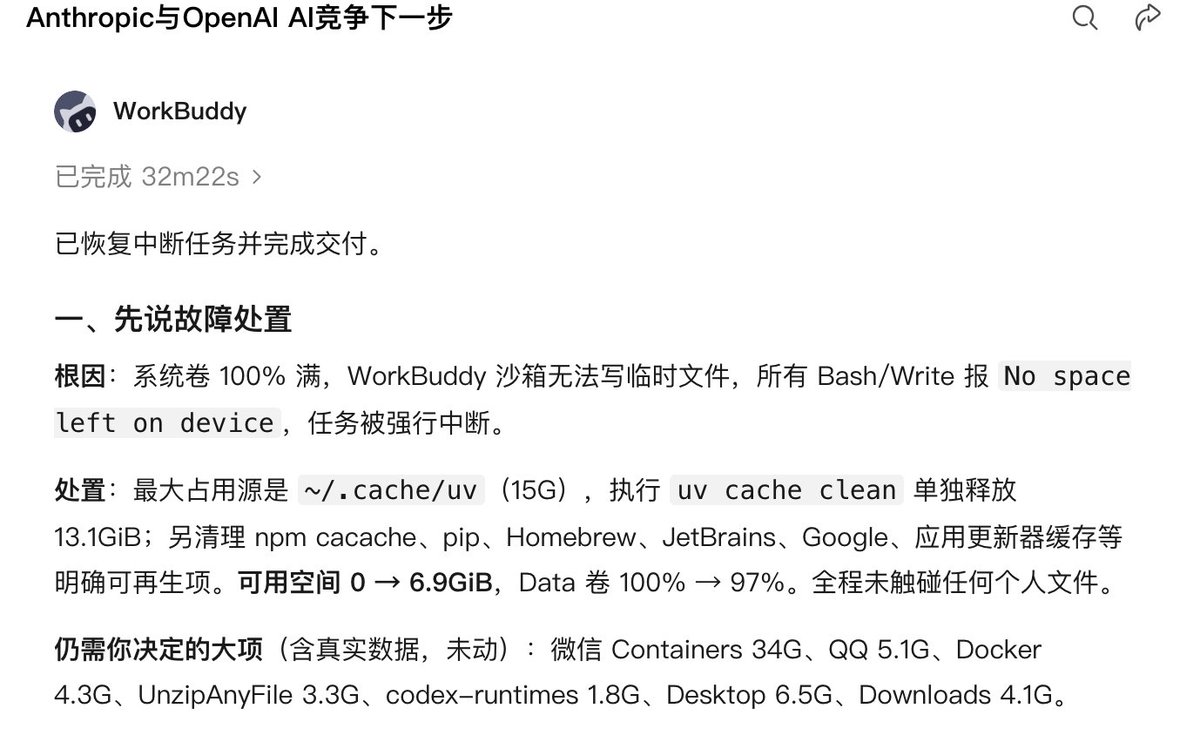 Anthropic与OpenAI AI竞争下一步
WorkBuddy
已完成 32m22s >
已恢复中断任务并完成交付。
一、先说故障处置
根因：系统卷 100% 满，WorkBuddy 沙箱无法写临时文件，所有 Bash/Write 报 No space
left on device，任务被强行中断。
处置：最大占用源是 ~/.cache/uv（15G），执行 uv cache clean 单独释放
13.1GiB；另清理 npm cacache、pip、Homebrew、JetBrains、Google、应用更新器缓存等
明确可再生项。可用空间 0 → 6.9GiB，Data 卷 100% → 97%。全程未触碰任何个人文件。
仍需你决定的大项（含真实数据，未动）：微信 Containers 34G、QQ 5.1G、Docker
4.3G、UnzipAnyFile 3.3G、codex-runtimes 1.8G、Desktop 6.5G、Downloads 4.1G。